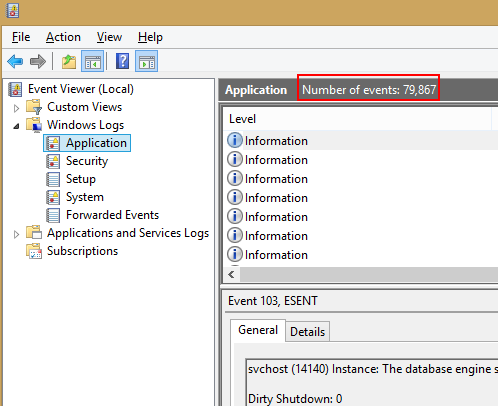 File Action View Help
Event Viewer (Local)
Custom Views
Windows Logs
Application
Security
Setup
System
Forwarded Events
Applications and Services Logs
Subscriptions
Application Number of events: 79,867
Level
Information
Information
Information
Information
Information
Information
Information
Event 103, ESENT
General Details
svchost (14140) Instance: The database engine s
Dirty Shutdown: 0